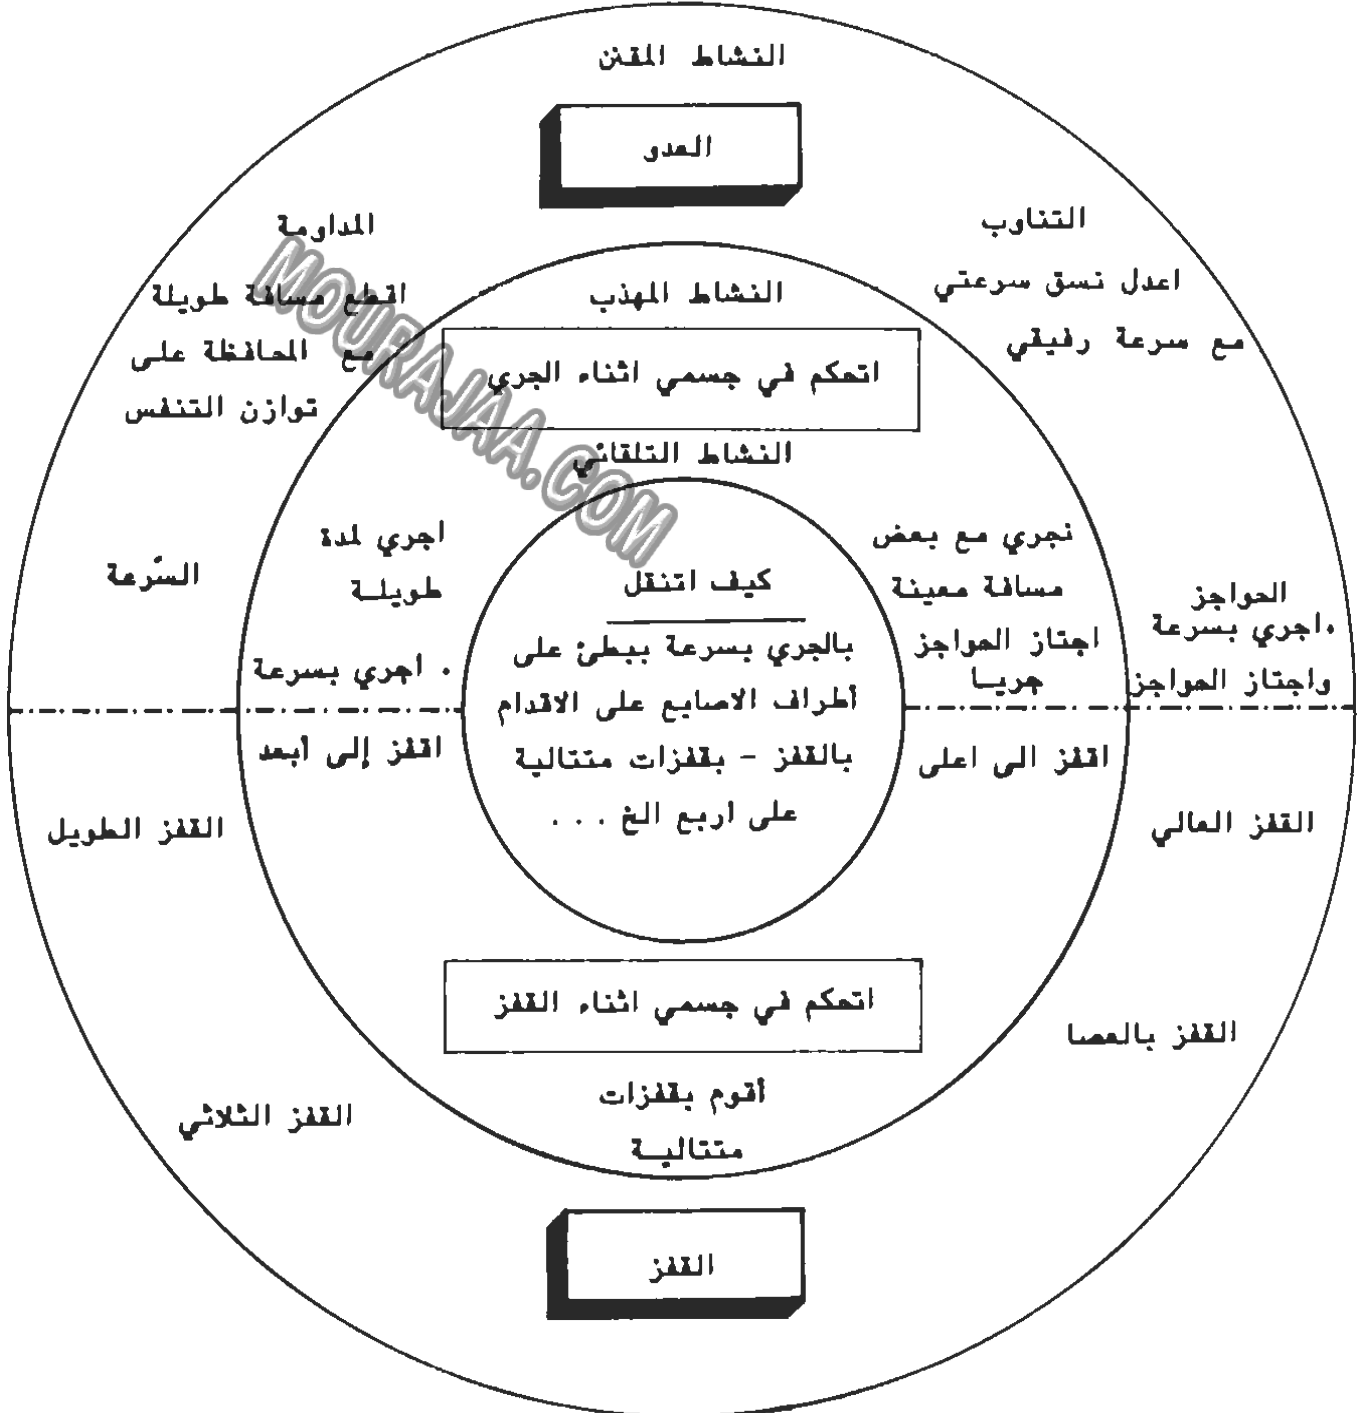 النشاط المقنن
العدو
التناوب
اعدل نسق سرعتي
مع سرعة رفيقي
المداومة
اقطع مسافة طويلة
مع المحافظة على
توازن التنفس
النشاط المهذب
اتحكم في جسمي اثناء الجري
النشاط التلقائي
نجري مع بعض
مسافة معينة
اجتاز الحواجز
جريـا
اجري لمدة
طويلـة
. اجري بسرعة
السّرعة
الحواجز
.اجري بسرعة
واجتاز الحواجز
كيف اتنقل
بالجري بسرعة ببطئ على
أطراف الاصابع على الاقدام
بالقفز - بقفزات متتالية
على اربع الخ ...
اقفز الى اعلى
اقفز إلى أبعد
القفز العالي
القفز الطويل
اتحكم في جسمي اثناء القفز
القفز بالعصا
أقوم بقفزات
متتاليـة
القفز الثلاثي
القفز
MOURAJAA.COM